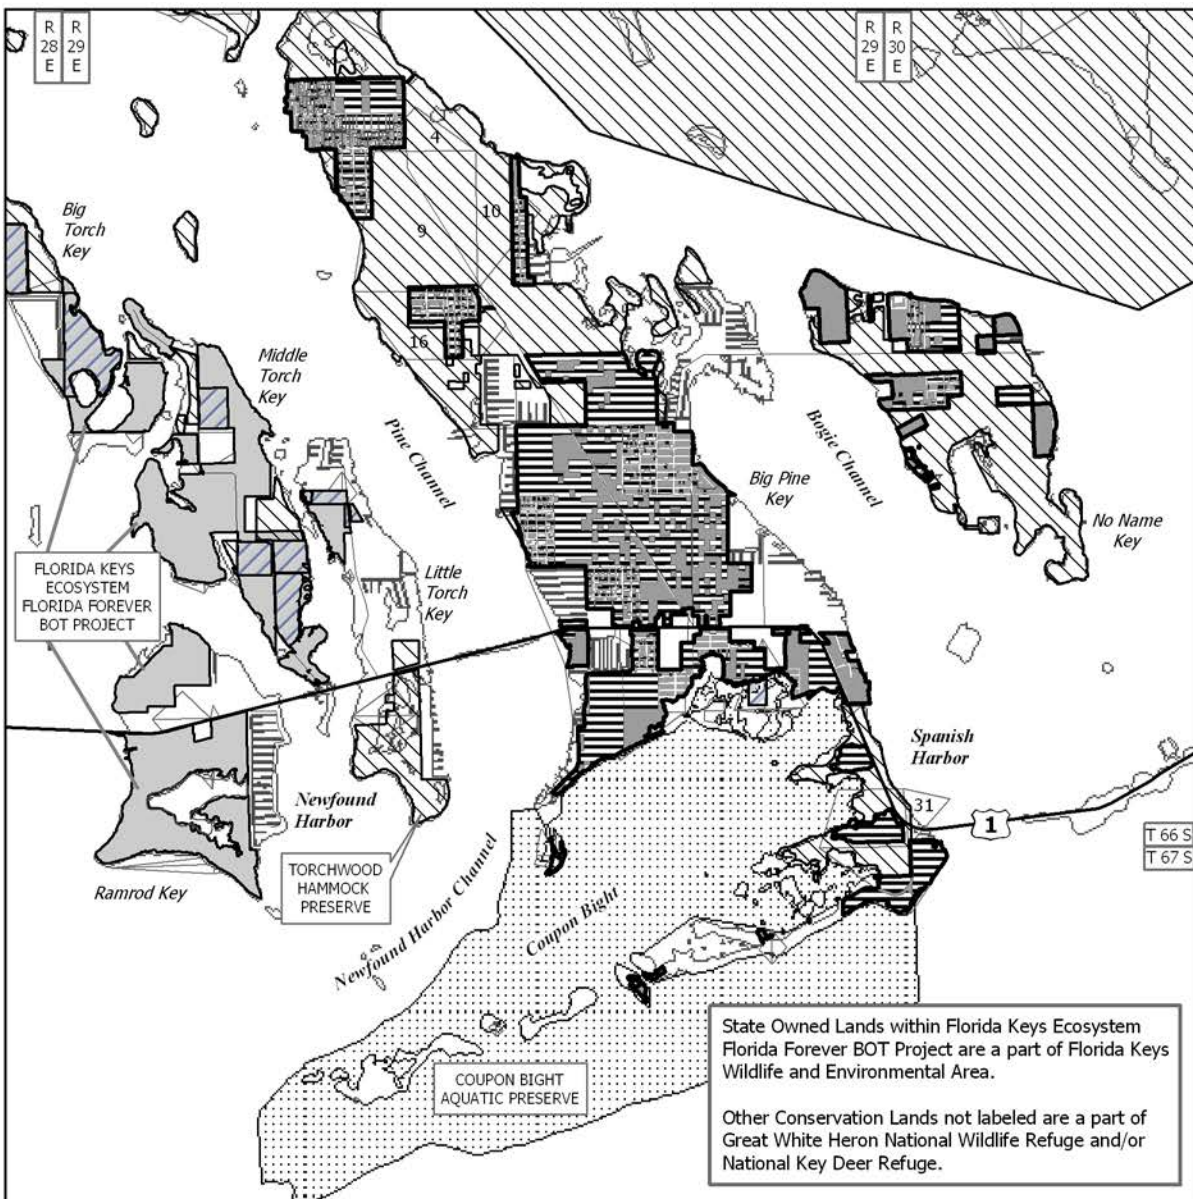 R
28
E
R
29
E
R
29
E
R
30
E
4
Big
Torch
Key
9
10
16
Middle
Torch
Key
Pine Channel
Bogie Channel
Big Pine
Key
No Name
Key
FLORIDA KEYS
ECOSYSTEM
FLORIDA FOREVER
BOT PROJECT
Little
Torch
Key
Spanish
Harbor
Newfound
Harbor
31
1
T 66 S
T 67 S
TORCHWOOD
HAMMOCK
PRESERVE
Ramrod Key
Newfound Harbor Channel
Coupon Bight
COUPON BIGHT
AQUATIC PRESERVE
State Owned Lands within Florida Keys Ecosystem
Florida Forever BOT Project are a part of Florida Keys
Wildlife and Environmental Area.
Other Conservation Lands not labeled are a part of
Great White Heron National Wildlife Refuge and/or
National Key Deer Refuge.